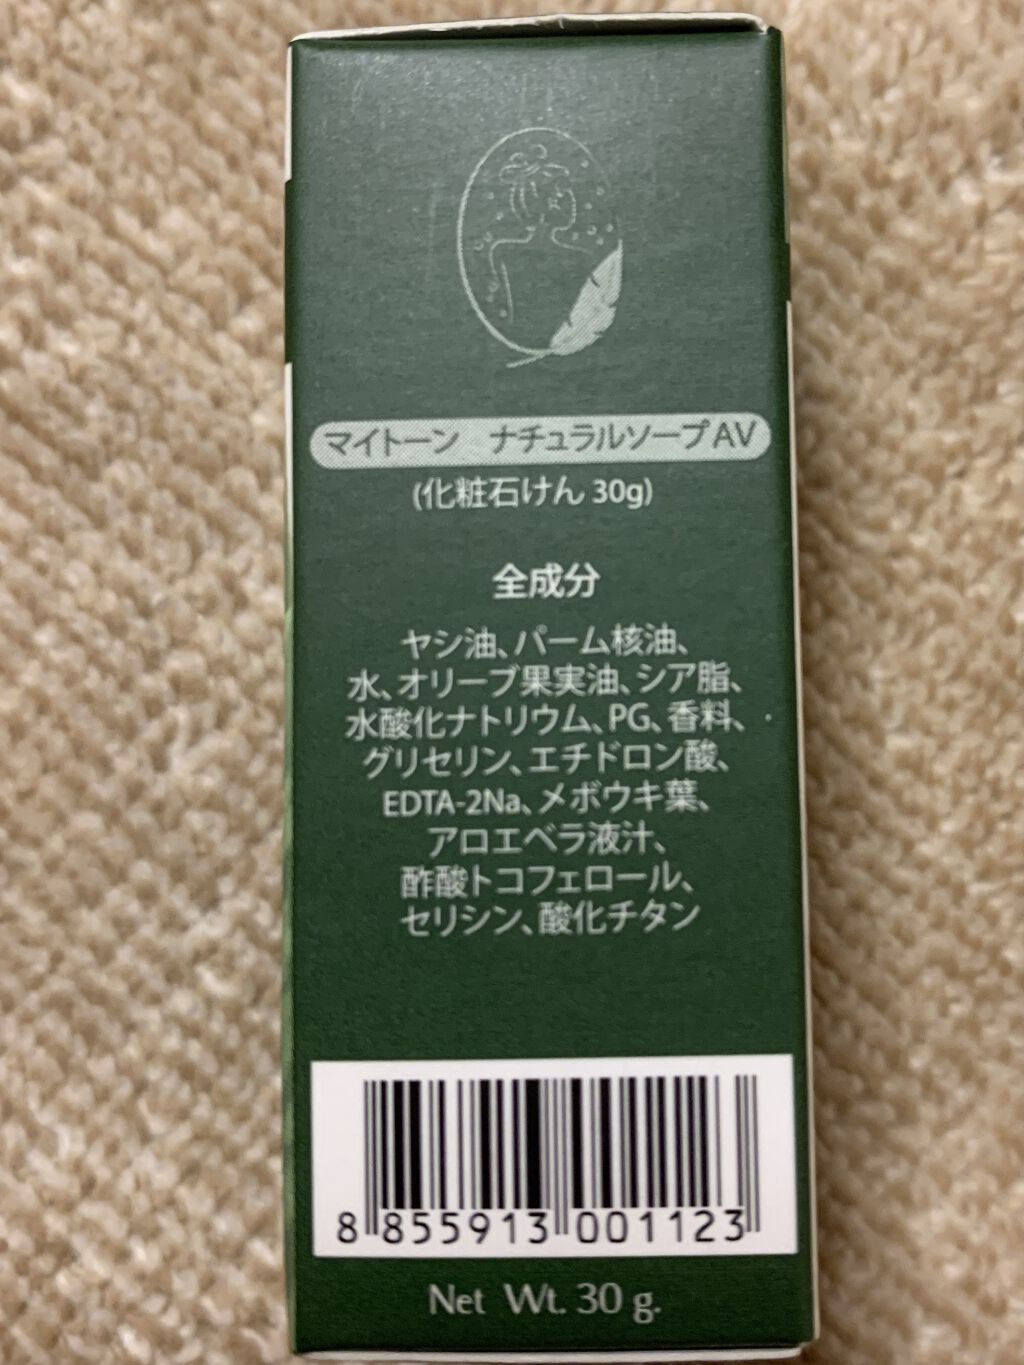 マイトーン　ナチュラルソープAV
(化粧石けん 30g)
全成分
ヤシ油、パーム核油、
水、オリーブ果実油、シア脂、
水酸化ナトリウム、PG、香料、
グリセリン、エチドロン酸、
EDTA-2Na、メボウキ葉、
アロエベラ液汁、
酢酸トコフェロール、
セリシン、酸化チタン
8 855913 001123
Net Wt. 30 g.